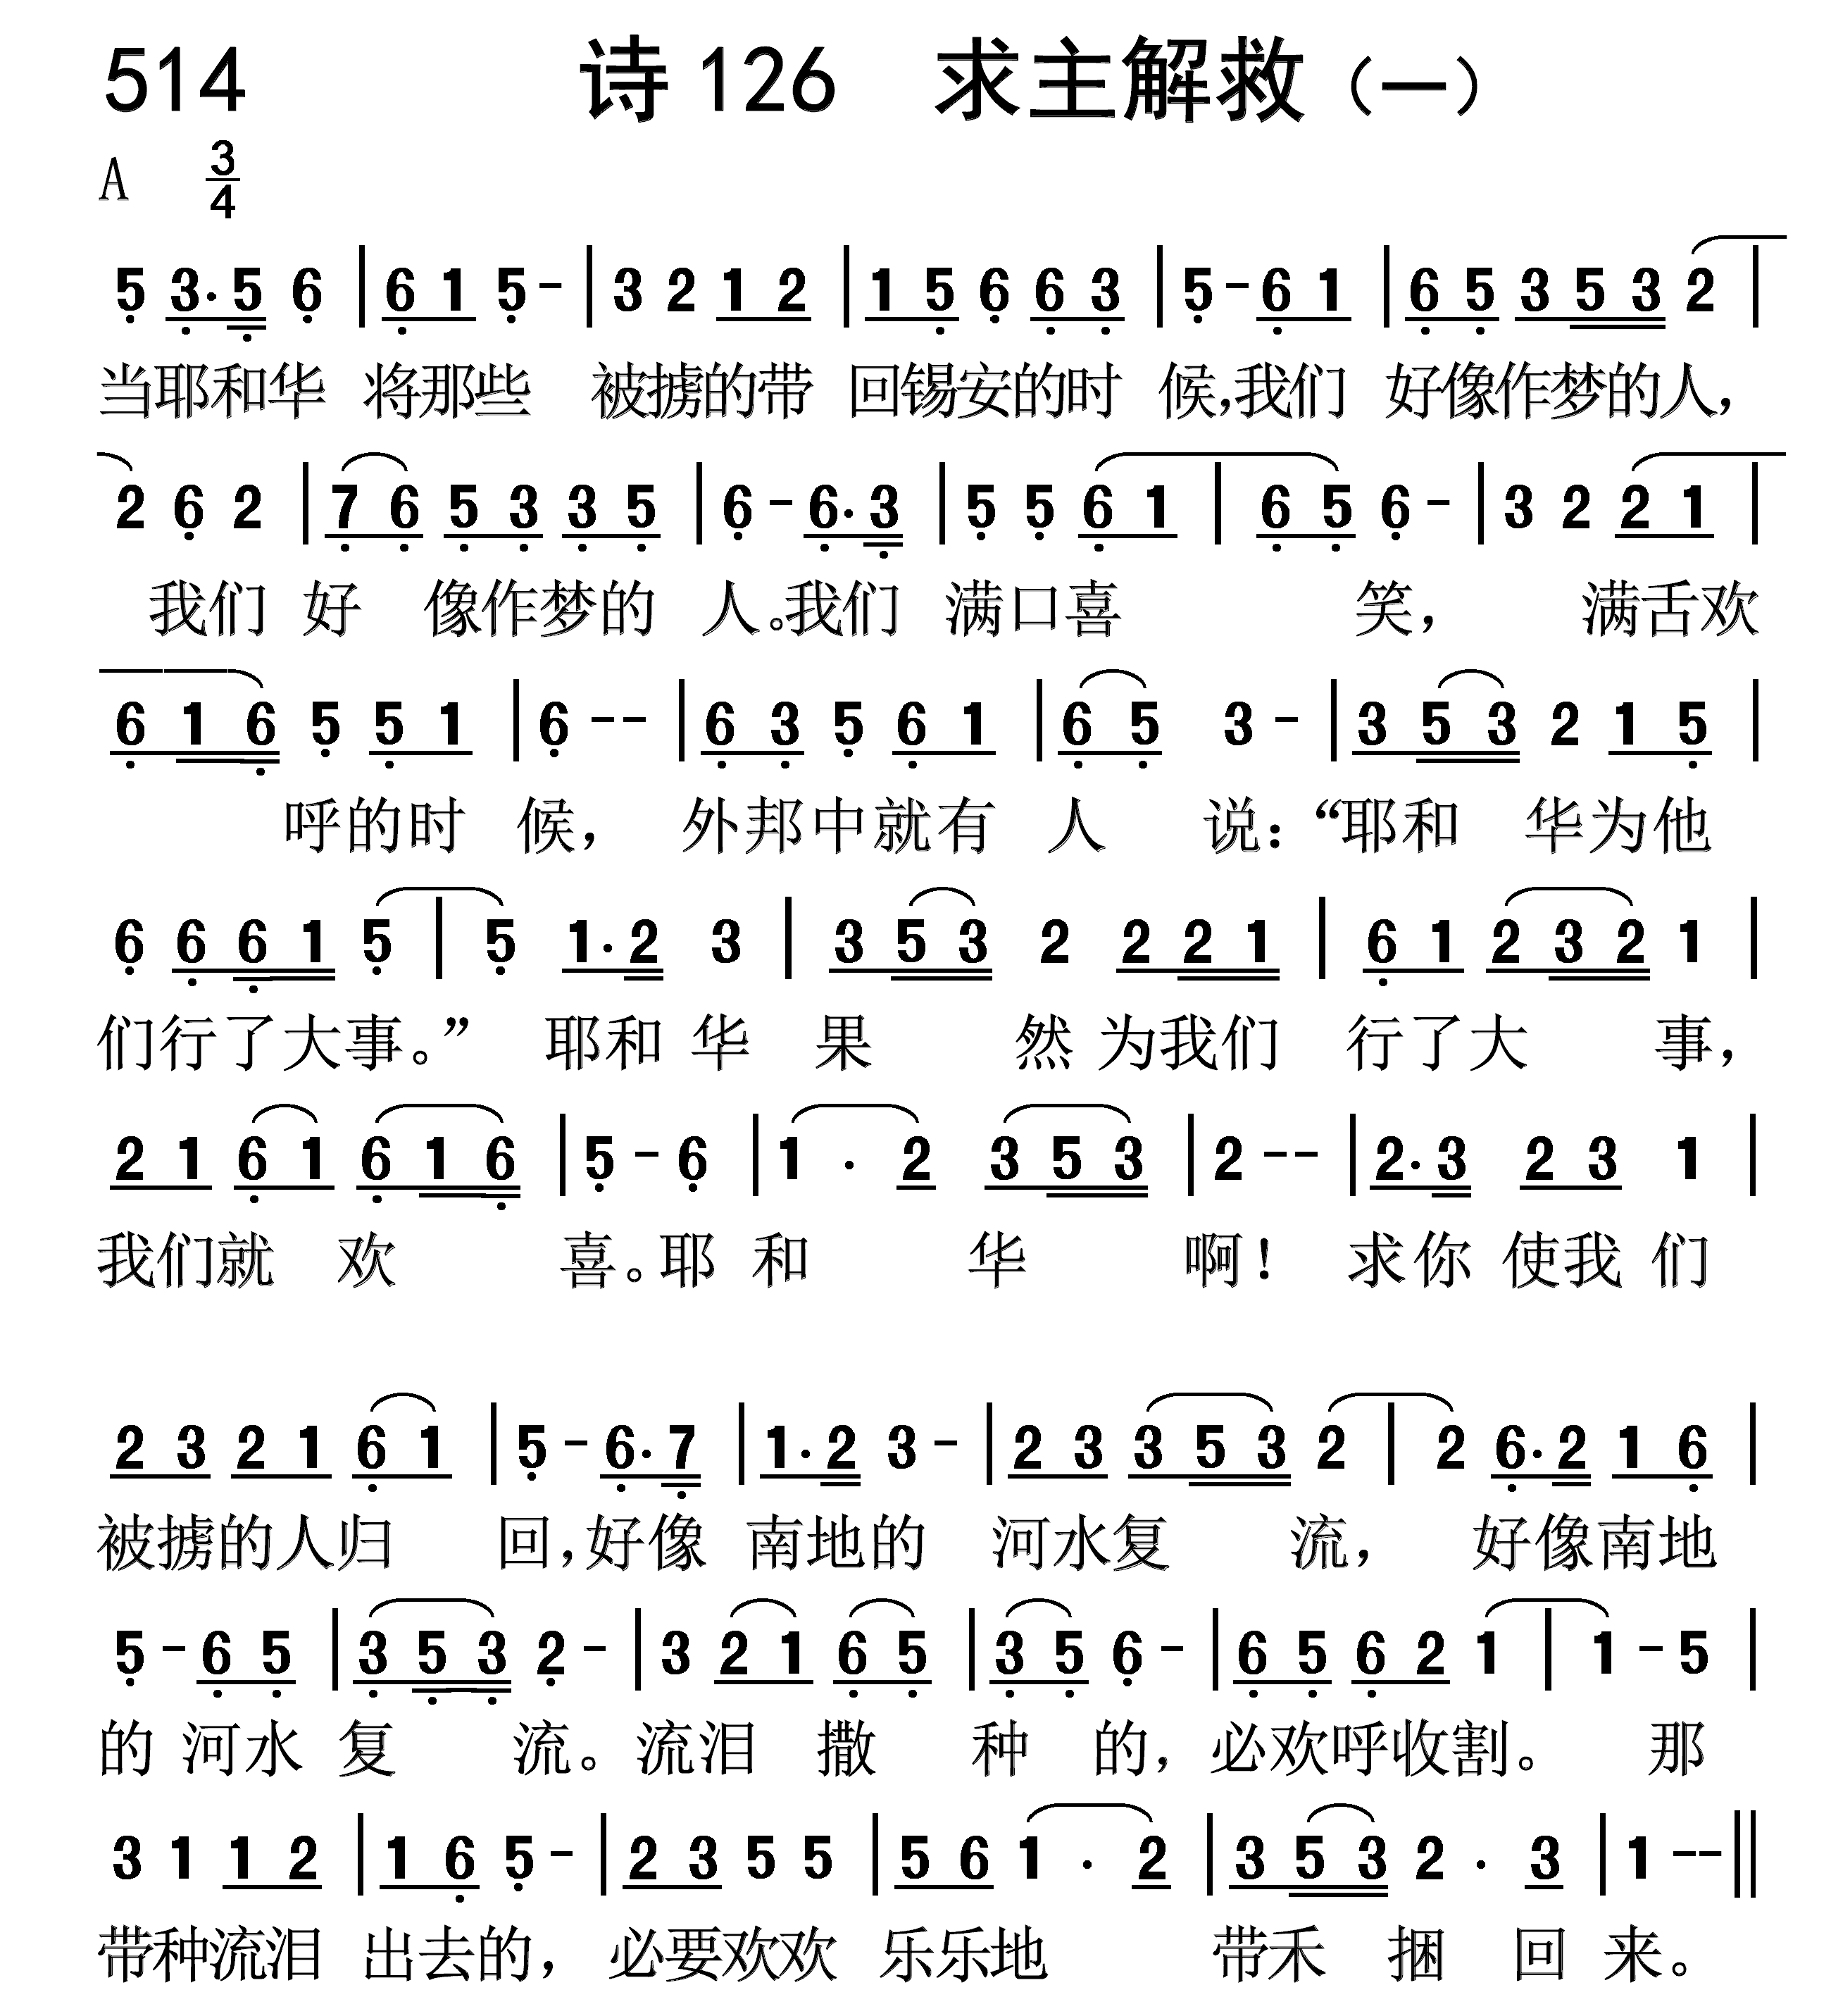 514 诗 126 求主解救（一）
A 3/4
5 3·5 6 | 6 1 5 - | 3 2 1 2 | 1 5 6 6 3 | 5 - 6 1 | 6 5 3 5 3 2 |
当耶和华 将那些 被掳的带 回锡安的时 候，我们 好像作梦的人，
2 6 2 | 7 6 5 3 3 5 | 6 - 6·3 | 5 5 6 1 | 6 5 6 - | 3 2 2 1 |
我们 好 像作梦的 人。我们 满口喜 笑， 满舌欢
6 1 6 5 5 1 | 6 - - | 6 3 5 6 1 | 6 5 3 - | 3 5 3 2 1 5 |
呼的时 候， 外邦中就有 人 说：“耶和 华为他
6 6 6 1 5 | 5 1·2 3 | 3 5 3 2 2 2 1 | 6 1 2 3 2 1 |
们行了大事。” 耶和 华 果 然 为我们 行了大 事，
2 1 6 1 6 1 6 | 5 - 6 | 1 · 2 3 5 3 | 2 - - | 2·3 2 3 1 |
我们就 欢 喜。耶 和 华 啊！ 求你 使我 们
2 3 2 1 6 1 | 5 - 6·7 | 1·2 3 - | 2 3 3 5 3 2 | 2 6·2 1 6 |
被掳的人归 回，好像 南地的 河水复 流， 好像南地
5 - 6 5 | 3 5 3 2 - | 3 2 1 6 5 | 3 5 6 - | 6 5 6 2 1 | 1 - 5 |
的 河水 复 流。流泪 撒 种 的，必欢呼收割。 那
3 1 1 2 | 1 6 5 - | 2 3 5 5 | 5 6 1 · 2 | 3 5 3 2 · 3 | 1 - - ||
带种流泪 出去的， 必要欢欢 乐乐地 带禾 捆 回 来。